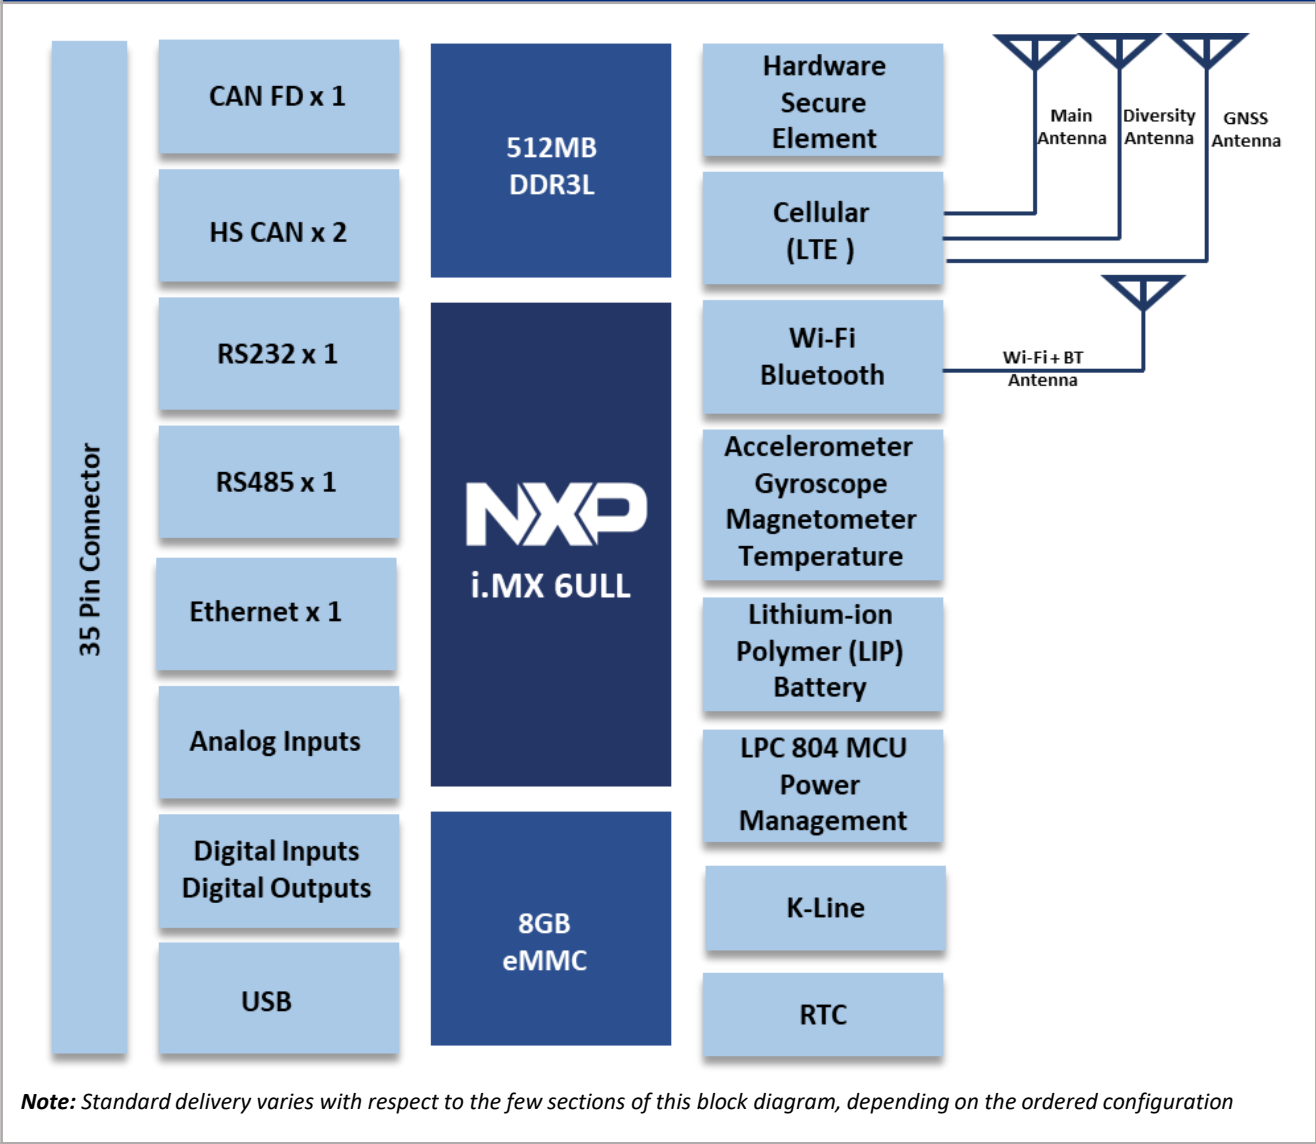 35 Pin Connector
CAN FD x 1
HS CAN x 2
RS232 x 1
RS485 x 1
Ethernet x 1
Analog Inputs
Digital Inputs
Digital Outputs
USB
512MB
DDR3L
NXP
i.MX 6ULL
8GB
eMMC
Hardware
Secure
Element
Cellular
(LTE )
Wi-Fi
Bluetooth
Accelerometer
Gyroscope
Magnetometer
Temperature
Lithium-ion
Polymer (LIP)
Battery
LPC 804 MCU
Power
Management
K-Line
RTC
Main
Antenna
Diversity
Antenna
GNSS
Antenna
Wi-Fi + BT
Antenna
Note: Standard delivery varies with respect to the few sections of this block diagram, depending on the ordered configuration